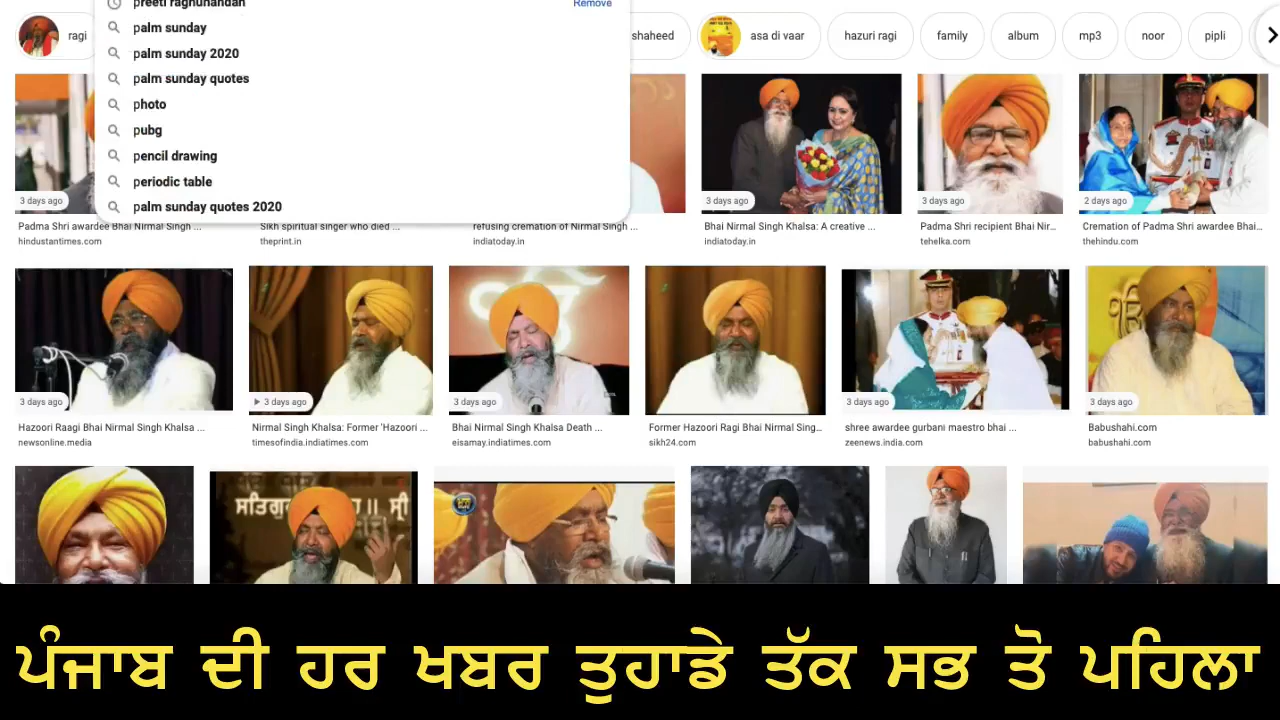 preeti raghunandan
Remove
palm sunday
palm sunday 2020
palm sunday quotes
photo
pubg
pencil drawing
periodic table
palm sunday quotes 2020
ragi
shaheed
asa di vaar
hazuri ragi
family
album
mp3
noor
pipli
3 days ago
3 days ago
3 days ago
2 days ago
Padma Shri awardee Bhai Nirmal Singh ...
hindustantimes.com
Sikh spiritual singer who died ...
theprint.in
refusing cremation of Nirmal Singh ...
indiatoday.in
Bhai Nirmal Singh Khalsa: A creative ...
indiatoday.in
Padma Shri recipient Bhai Nir...
tehelka.com
Cremation of Padma Shri awardee Bhai...
thehindu.com
3 days ago
3 days ago
3 days ago
3 days ago
3 days ago
Hazoori Raagi Bhai Nirmal Singh Khalsa ...
newsonline.media
Nirmal Singh Khalsa: Former 'Hazoori ...
timesofindia.indiatimes.com
Bhai Nirmal Singh Khalsa Death ...
eisamay.indiatimes.com
Former Hazoori Ragi Bhai Nirmal Sing...
sikh24.com
shree awardee gurbani maestro bhai ...
zeenews.india.com
Babushahi.com
babushahi.com
ਸਤਿਗੁ ਆ ॥ ਸ੍ਰੀ
ਪੰਜਾਬ ਦੀ ਹਰ ਖਬਰ ਤੁਹਾਡੇ ਤੱਕ ਸਭ ਤੋ ਪਹਿਲਾ